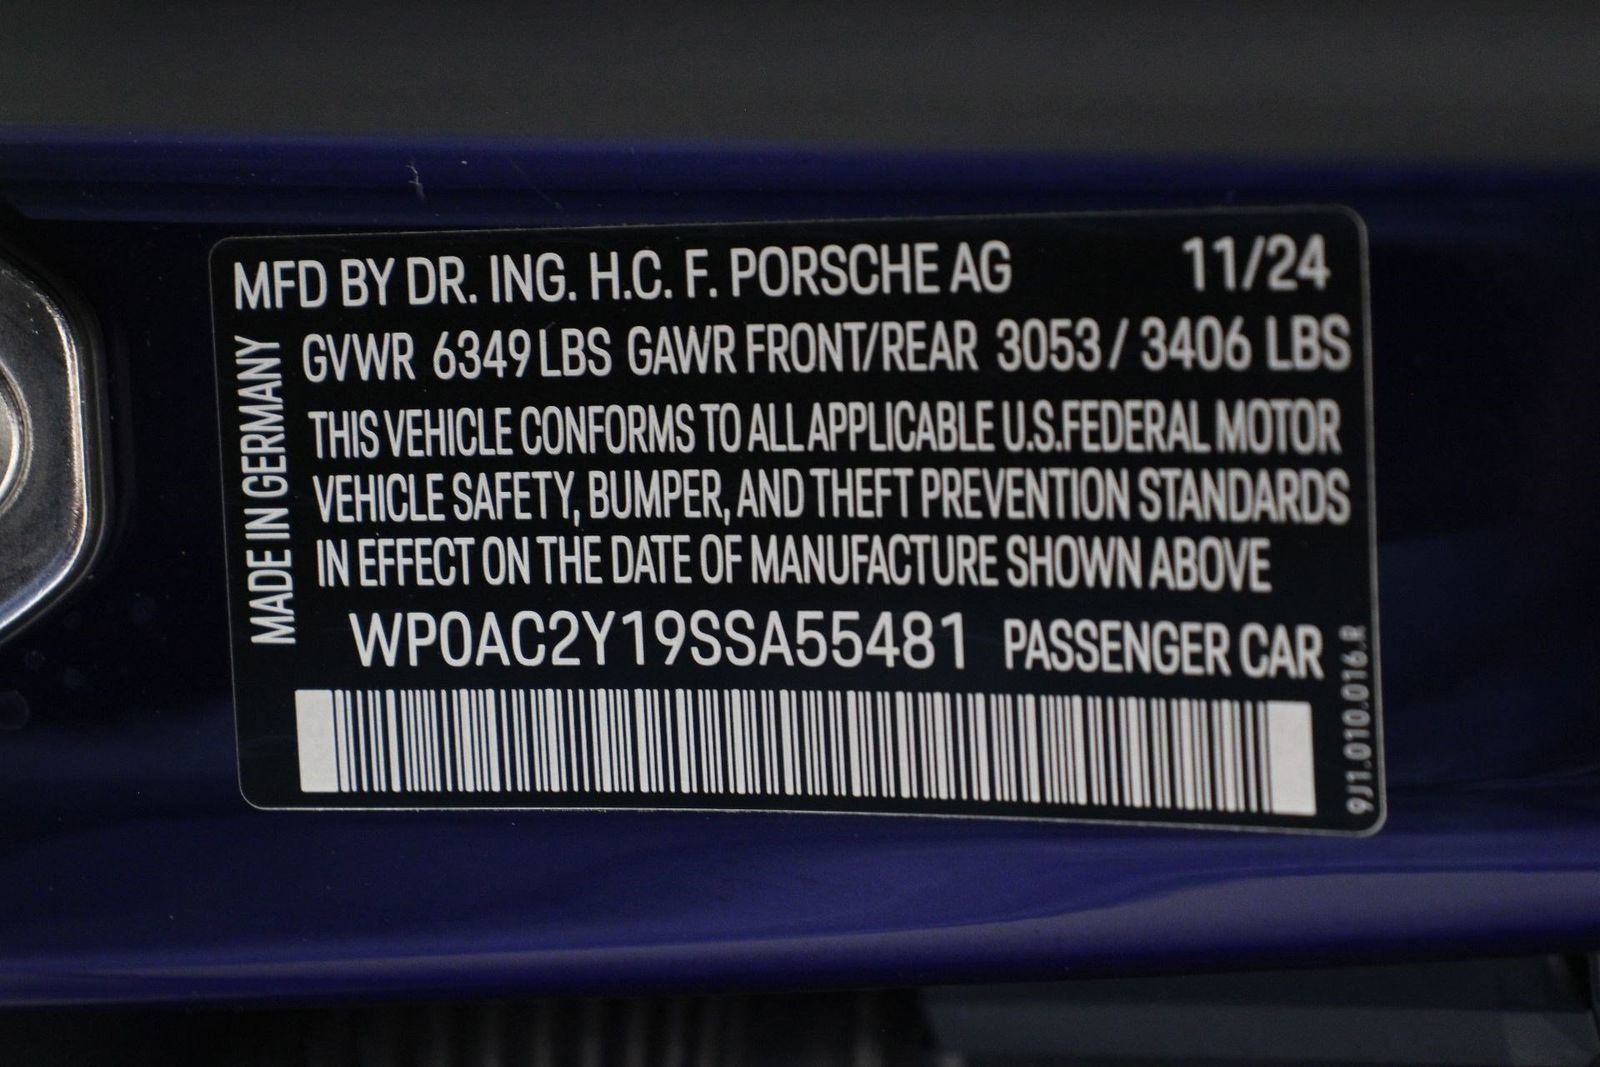 MFD BY DR. ING. H.C. F. PORSCHE AG 11/24
GVWR 6349 LBS GAWR FRONT/REAR 3053 / 3406 LBS
THIS VEHICLE CONFORMS TO ALL APPLICABLE U.S.FEDERAL MOTOR
VEHICLE SAFETY, BUMPER, AND THEFT PREVENTION STANDARDS
IN EFFECT ON THE DATE OF MANUFACTURE SHOWN ABOVE
WP0AC2Y19SSA55481 PASSENGER CAR
MADE IN GERMANY
9J1.010.016.R